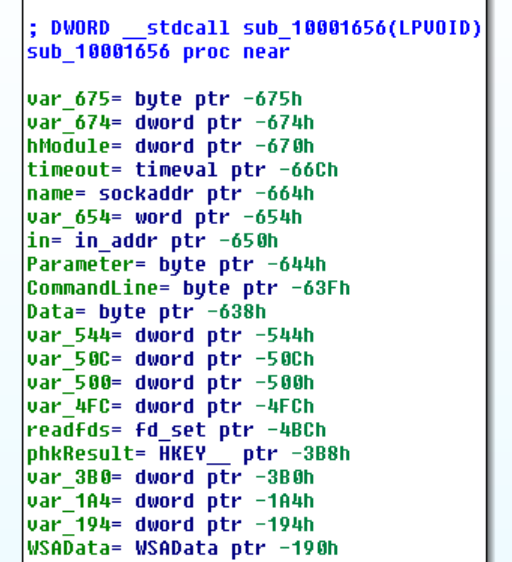 ; DWORD __stdcall sub_10001656(LPVOID)
sub_10001656 proc near
var_675= byte ptr -675h
var_674= dword ptr -674h
hModule= dword ptr -670h
timeout= timeval ptr -66Ch
name= sockaddr ptr -664h
var_654= word ptr -654h
in= in_addr ptr -650h
Parameter= byte ptr -644h
CommandLine= byte ptr -63Fh
Data= byte ptr -638h
var_544= dword ptr -544h
var_50C= dword ptr -50Ch
var_500= dword ptr -500h
var_4FC= dword ptr -4FCh
readfds= fd_set ptr -4BCh
phkResult= HKEY__ ptr -3B8h
var_3B0= dword ptr -3B0h
var_1A4= dword ptr -1A4h
var_194= dword ptr -194h
WSAData= WSAData ptr -190h